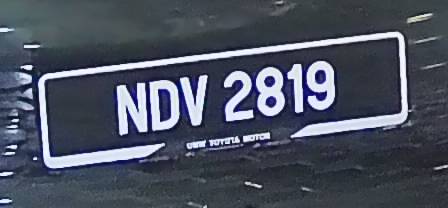 NDV 2819
UMW TOYOTA MOTOR